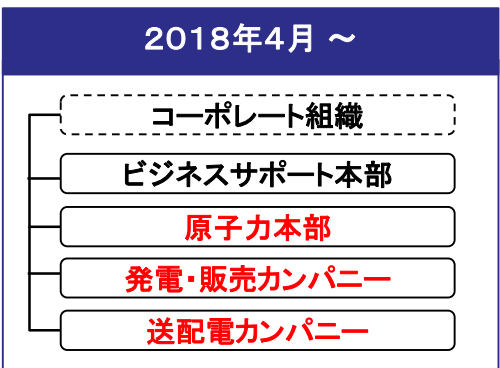 2018年4月 ～
コーポレート組織
ビジネスサポート本部
原子力本部
発電・販売カンパニー
送配電カンパニー